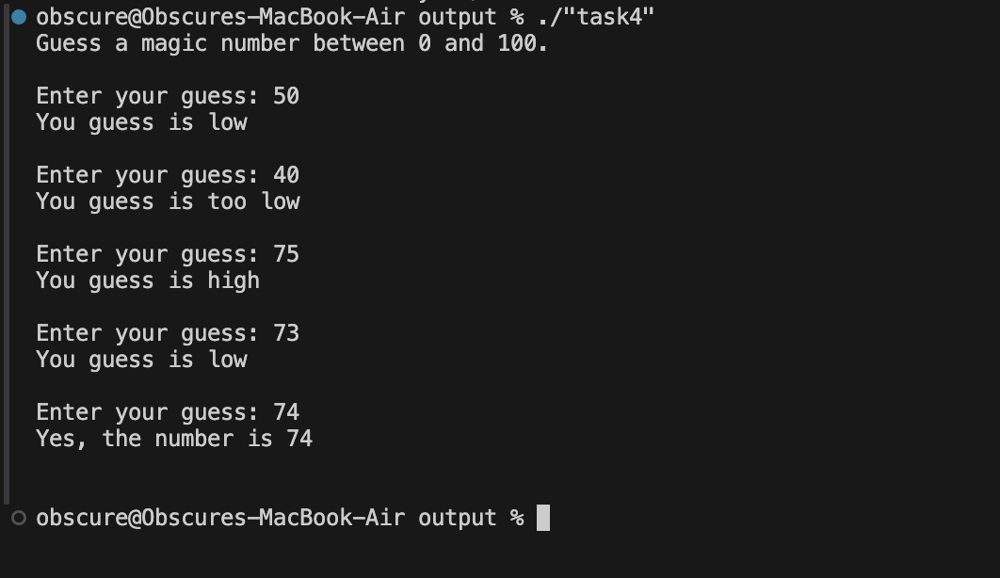 obscure@Obscures-MacBook-Air output % ./"task4"
Guess a magic number between 0 and 100.
Enter your guess: 50
You guess is low
Enter your guess: 40
You guess is too low
Enter your guess: 75
You guess is high
Enter your guess: 73
You guess is low
Enter your guess: 74
Yes, the number is 74
obscure@Obscures-MacBook-Air output %